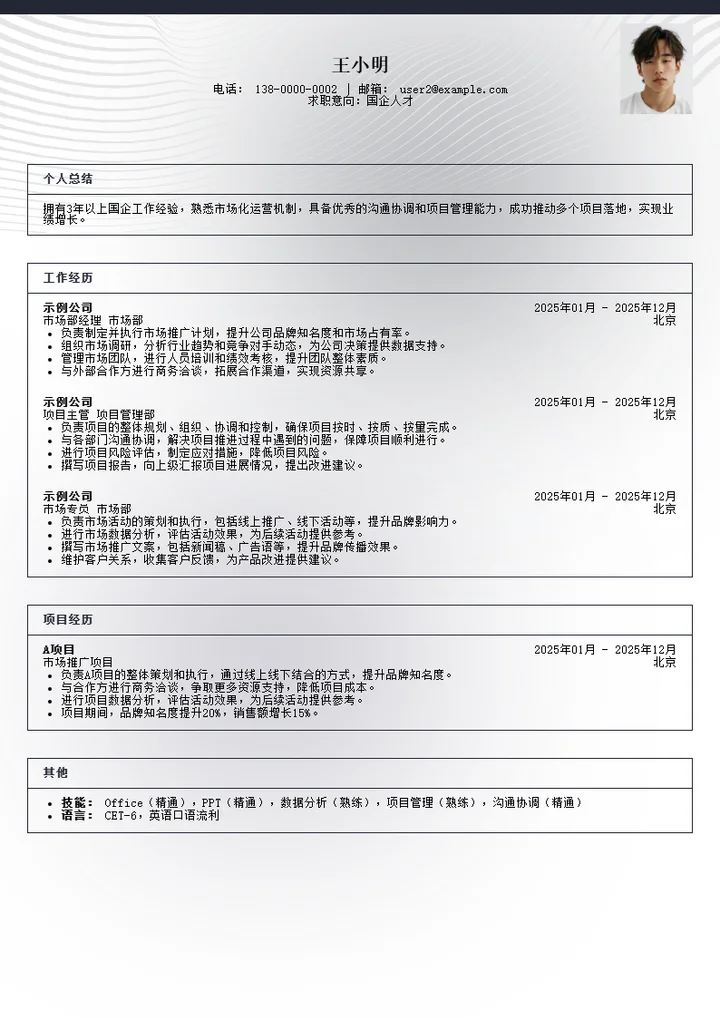 王小明
电话： 138-0000-0002 | 邮箱： user2@example.com
求职意向：国企人才
个人总结
拥有3年以上国企工作经验，熟悉市场化运营机制，具备优秀的沟通协调和项目管理能力，成功推动多个项目落地，实现业
绩增长。
工作经历
示例公司 2025年01月 - 2025年12月
市场部经理 市场部 北京
• 负责制定并执行市场推广计划，提升公司品牌知名度和市场占有率。
• 组织市场调研，分析行业趋势和竞争对手动态，为公司决策提供数据支持。
• 管理市场团队，进行人员培训和绩效考核，提升团队整体素质。
• 与外部合作方进行商务洽谈，拓展合作渠道，实现资源共享。
示例公司 2025年01月 - 2025年12月
项目主管 项目管理部 北京
• 负责项目的整体规划、组织、协调和控制，确保项目按时、按质、按量完成。
• 与各部门沟通协调，解决项目推进过程中遇到的问题，保障项目顺利进行。
• 进行项目风险评估，制定应对措施，降低项目风险。
• 撰写项目报告，向上级汇报项目进展情况，提出改进建议。
示例公司 2025年01月 - 2025年12月
市场专员 市场部 北京
• 负责市场活动的策划和执行，包括线上推广、线下活动等，提升品牌影响力。
• 进行市场数据分析，评估活动效果，为后续活动提供参考。
• 撰写市场推广文案，包括新闻稿、广告语等，提升品牌传播效果。
• 维护客户关系，收集客户反馈，为产品改进提供建议。
项目经历
A项目 2025年01月 - 2025年12月
市场推广项目 北京
• 负责A项目的整体策划和执行，通过线上线下结合的方式，提升品牌知名度。
• 与合作方进行商务洽谈，争取更多资源支持，降低项目成本。
• 进行项目数据分析，评估活动效果，为后续活动提供参考。
• 项目期间，品牌知名度提升20%，销售额增长15%。
其他
• 技能： Office（精通），PPT（精通），数据分析（熟练），项目管理（熟练），沟通协调（精通）
• 语言： CET-6，英语口语流利